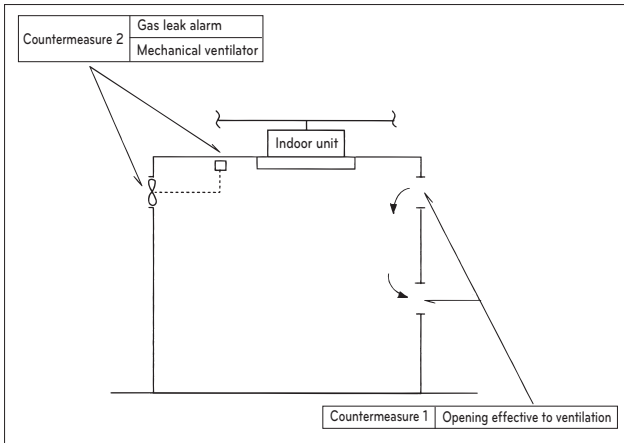 Countermeasure 2
Gas leak alarm
Mechanical ventilator
Indoor unit
Countermeasure 1
Opening effective to ventilation